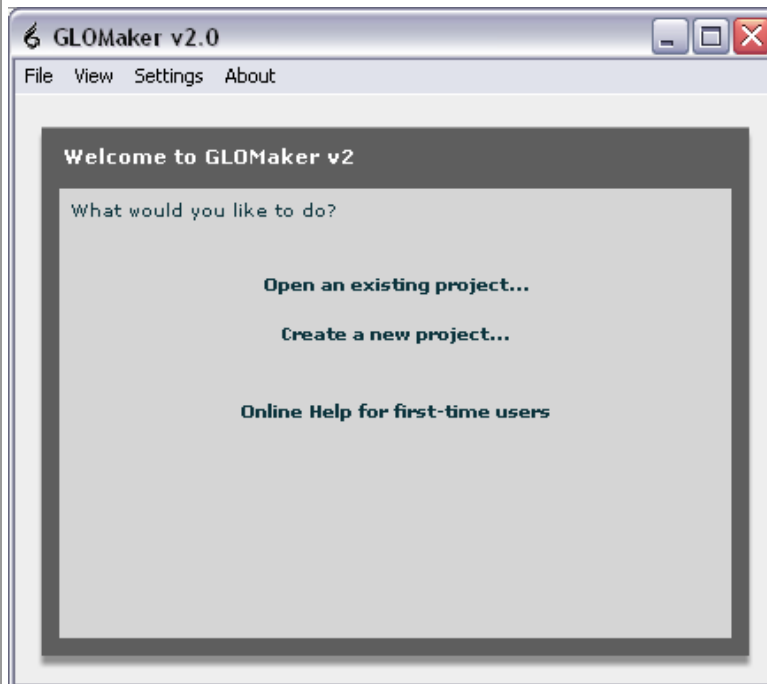 GLOMaker v2.0
File View Settings About
Welcome to GLOMaker v2
What would you like to do?
Open an existing project...
Create a new project...
Online Help for first-time users